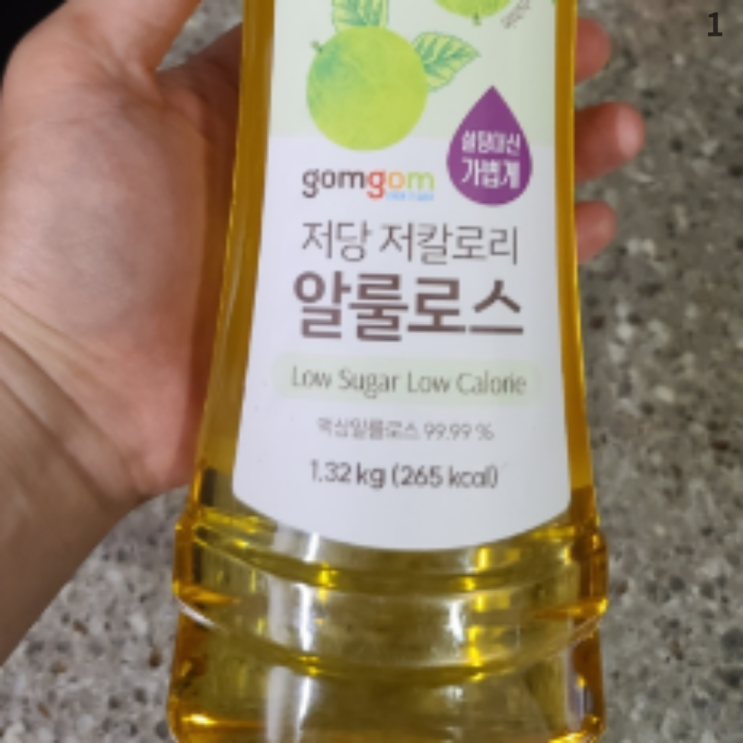 1
설탕대신
가볍게
gomgom
저당 저칼로리
알룰로스
Low Sugar Low Calorie
액상알룰로스 99.99 %
1.32 kg (265 kcal)